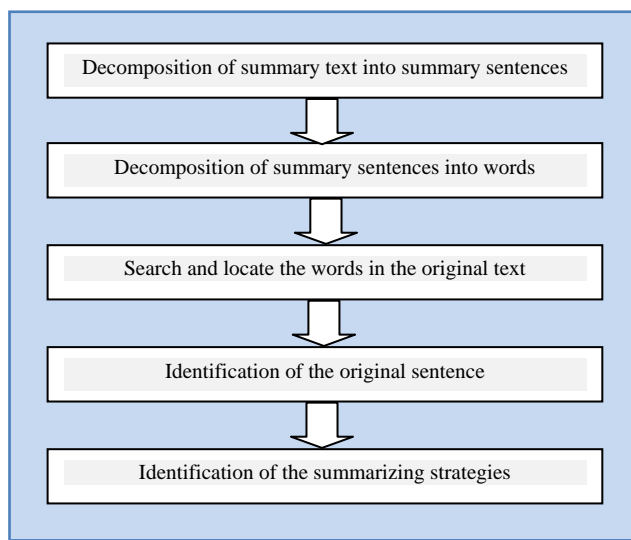 Decomposition of summary text into summary sentences
Decomposition of summary sentences into words
Search and locate the words in the original text
Identification of the original sentence
Identification of the summarizing strategies